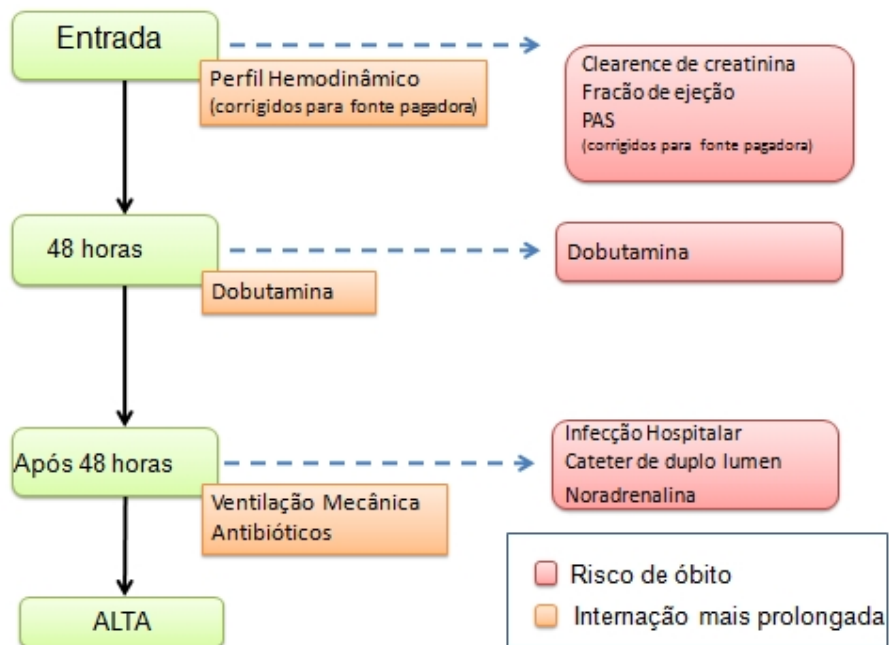 Entrada
Perfil Hemodinâmico
(corrigidos para fonte pagadora)
Clearence de creatinina
Fracão de ejeção
PAS
(corrigidos para fonte pagadora)
48 horas
Dobutamina
Dobutamina
Após 48 horas
Ventilação Mecânica
Antibióticos
Infecção Hospitalar
Cateter de duplo lumen
Noradrenalina
ALTA
Risco de óbito
Internação mais prolongada